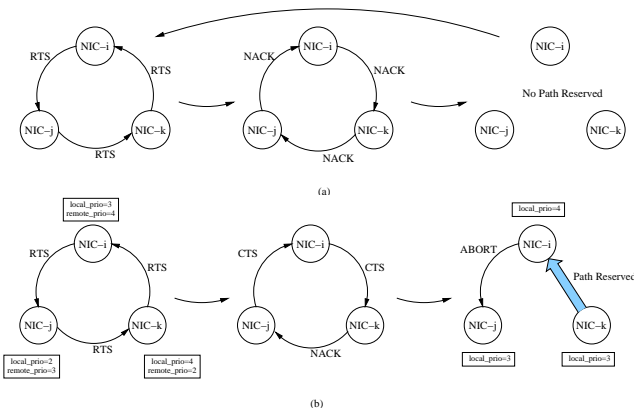 NIC−i
RTS
RTS
NIC−j
NIC−k
RTS
NIC−i
NACK
NACK
NIC−j
NIC−k
NACK
NIC−i
No Path Reserved
NIC−j
NIC−k
(a)
local_prio=3
remote_prio=4
NIC−i
RTS
RTS
NIC−j
NIC−k
RTS
local_prio=2
remote_prio=3
local_prio=4
remote_prio=2
NIC−i
CTS
CTS
NIC−j
NIC−k
NACK
local_prio=4
NIC−i
ABORT
Path Reserved
NIC−j
NIC−k
local_prio=3
local_prio=3
(b)